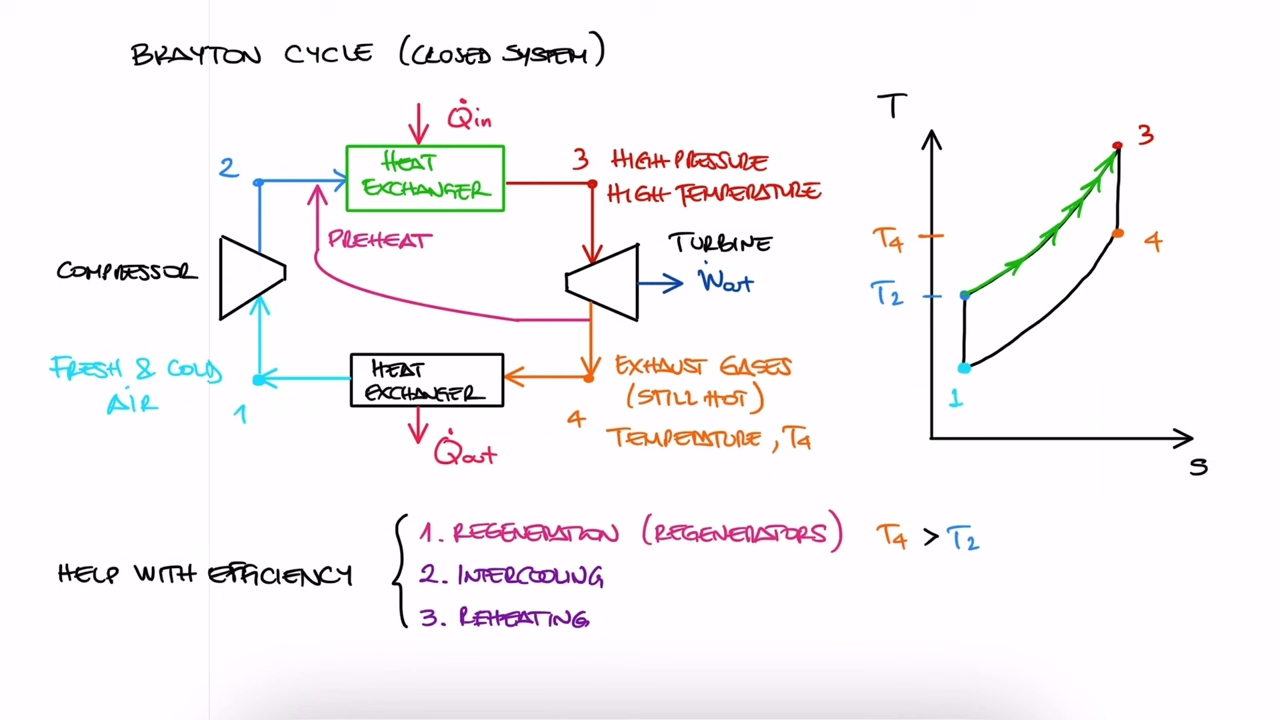 BRAYTON CYCLE (CLOSED SYSTEM)
Q̇in
2
HEAT
EXCHANGER
3
HIGH PRESSURE
HIGH TEMPERATURE
PREHEAT
COMPRESSOR
TURBINE
Ẇout
FRESH & COLD
AIR
1
HEAT
EXCHANGER
4
EXHAUST GASES
(STILL HOT)
TEMPERATURE, T4
Q̇out
T
3
T4
4
T2
1
S
HELP WITH EFFICIENCY
1. REGENERATION (REGENERATORS) T4 > T2
2. INTERCOOLING
3. REHEATING